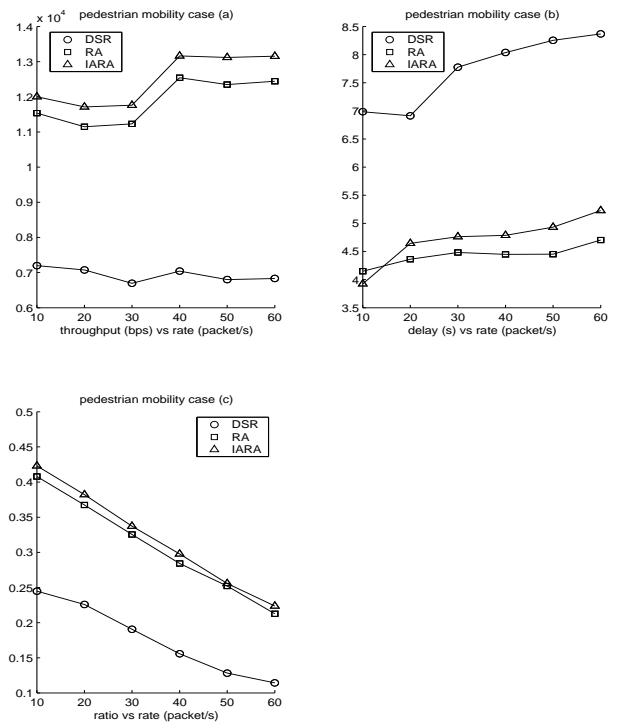 pedestrian mobility case (a)
1.4 x 10^4
DSR
RA
IARA
1.3
1.2
1.1
1
0.9
0.8
0.7
0.6
10 20 30 40 50 60
throughput (bps) vs rate (packet/s)
pedestrian mobility case (b)
8.5
DSR
RA
IARA
8
7.5
7
6.5
6
5.5
5
4.5
4
3.5
10 20 30 40 50 60
delay (s) vs rate (packet/s)
pedestrian mobility case (c)
0.5
DSR
RA
IARA
0.45
0.4
0.35
0.3
0.25
0.2
0.15
0.1
10 20 30 40 50 60
ratio vs rate (packet/s)